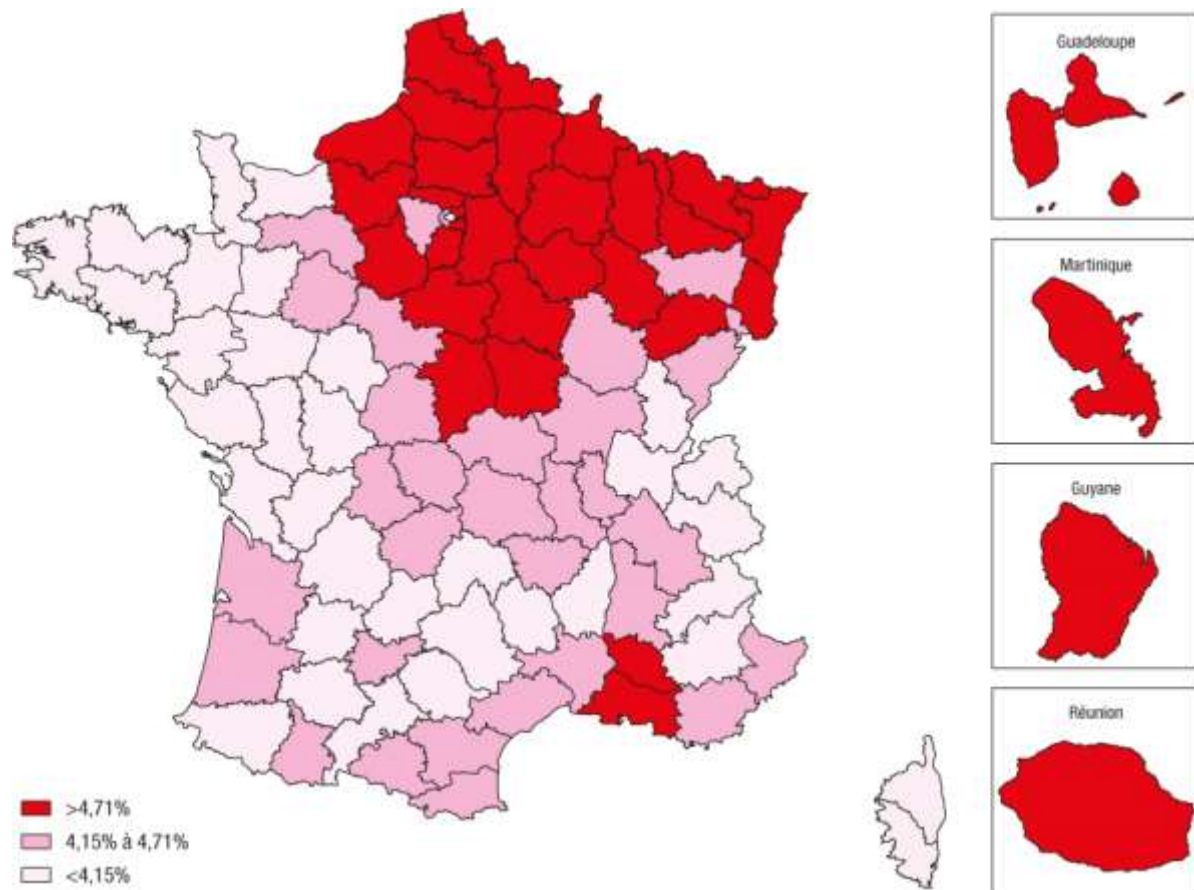 Guadeloupe
Martinique
Guyane
Réunion
>4,71%
4,15% à 4,71%
<4,15%